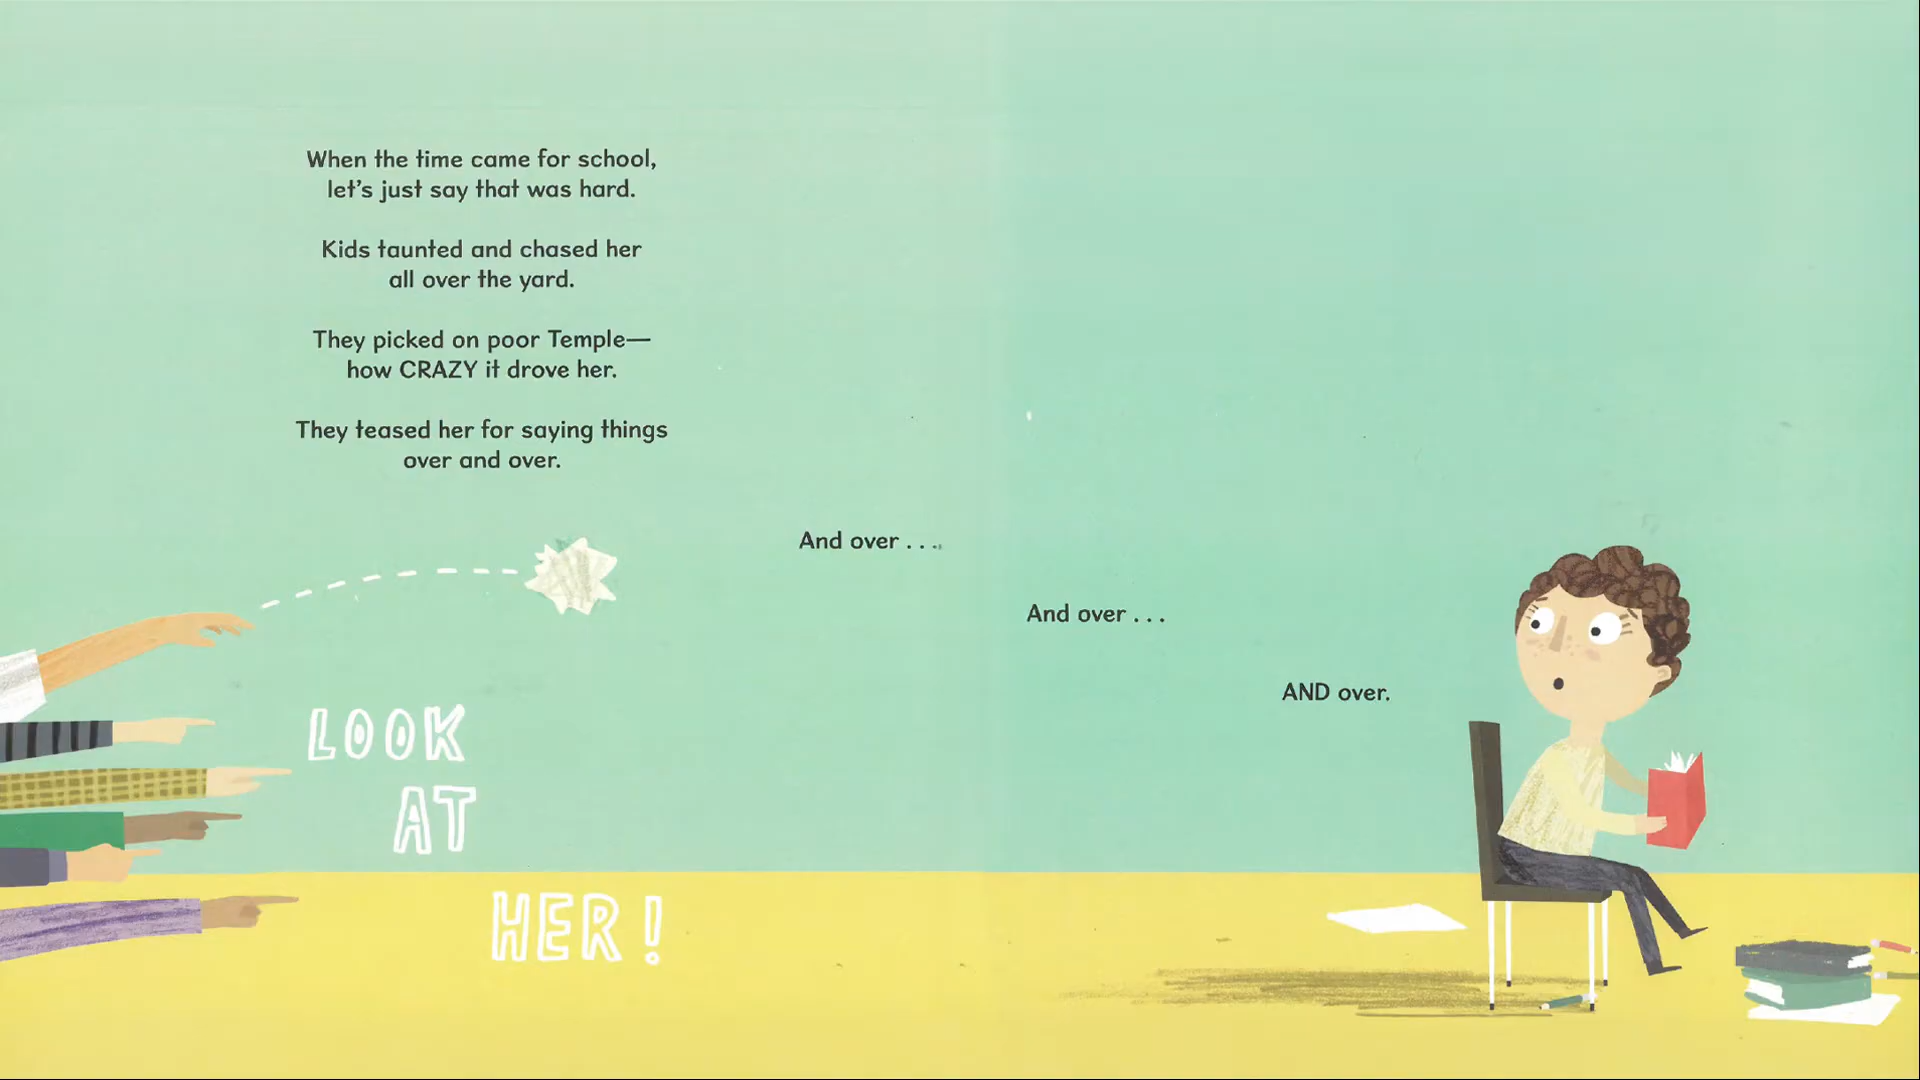 When the time came for school,
let's just say that was hard.
Kids taunted and chased her
all over the yard.
They picked on poor Temple—
how CRAZY it drove her.
They teased her for saying things
over and over.
And over . . .
And over . . .
AND over.
LOOK
AT
HER!